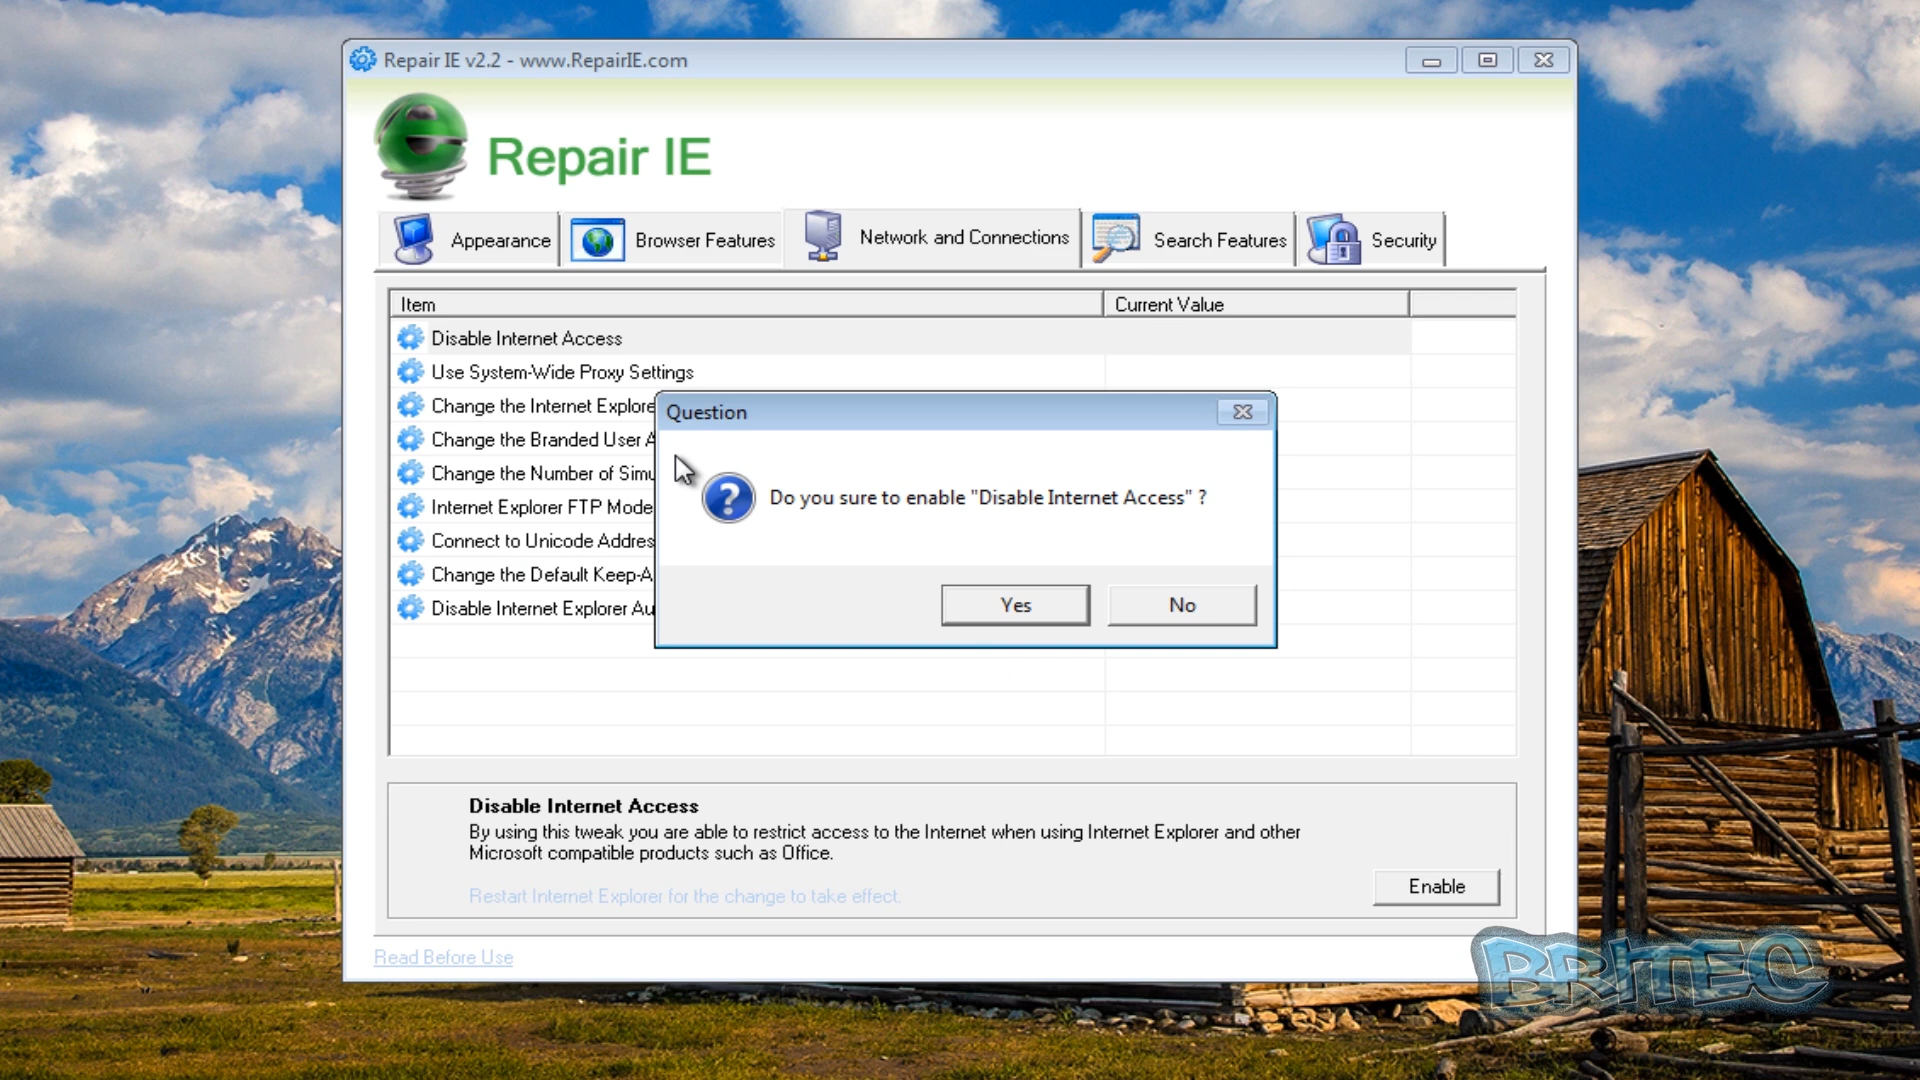 Repair IE v2.2 - www.RepairIE.com
Repair IE
Appearance
Browser Features
Network and Connections
Search Features
Security
Item
Current Value
Disable Internet Access
Use System-Wide Proxy Settings
Change the Internet Explore
Change the Branded User A
Change the Number of Simu
Internet Explorer FTP Mode
Connect to Unicode Addres
Change the Default Keep-A
Disable Internet Explorer Au
Question
Do you sure to enable "Disable Internet Access" ?
Yes
No
Disable Internet Access
By using this tweak you are able to restrict access to the Internet when using Internet Explorer and other
Microsoft compatible products such as Office.
Restart Internet Explorer for the change to take effect.
Enable
Read Before Use
BRITEC